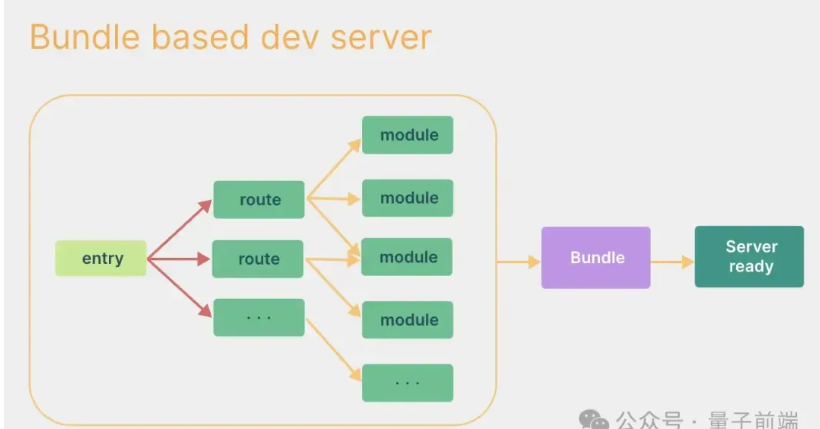 Bundle based dev server
module
route
module
entry
route
module
Bundle
Server
ready
· · ·
module
· · ·
公众号 · 量子前端